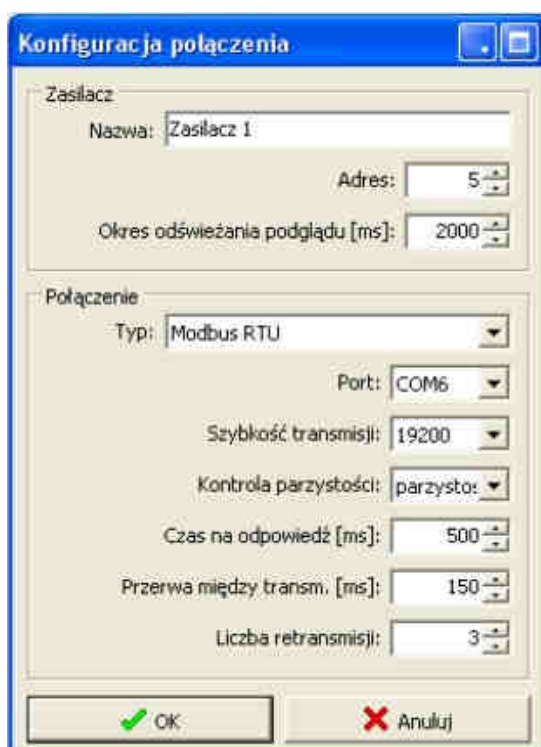 Konfiguracja połączenia
Zasilacz
Nazwa: Zasilacz 1
Adres: 5
Okres odświeżania podglądu [ms]: 2000
Połączenie
Typ: Modbus RTU
Port: COM6
Szybkość transmisji: 19200
Kontrola parzystości: parzystoś
Czas na odpowiedź [ms]: 500
Przerwa między transm. [ms]: 150
Liczba retransmisji: 3
OK Anuluj